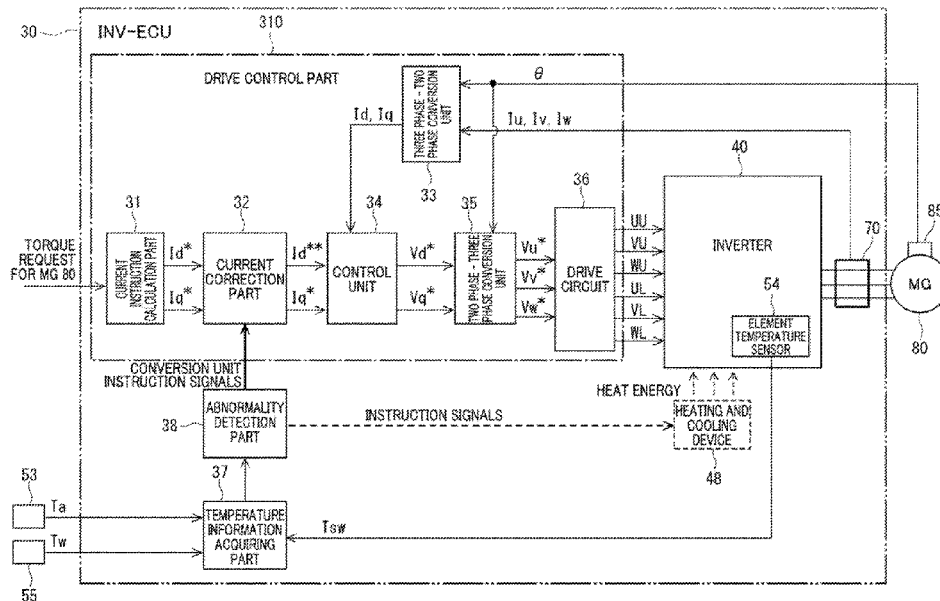 30
INV-ECU
310
DRIVE CONTROL PART
THREE PHASE - TWO
PHASE CONVERSION
UNIT
33
θ
Id, Iq
Iu, Iv, Iw
TORQUE
REQUEST
FOR MG 80
31
CURRENT
INSTRUCTION
CALCULATION PART
Id*
Iq*
32
CURRENT
CORRECTION
PART
Id**
Iq*
34
CONTROL
UNIT
Vd*
Vq*
35
TWO PHASE - THREE
PHASE CONVERSION
UNIT
Vu*
Vv*
Vw*
36
DRIVE
CIRCUIT
UU
VU
WU
UL
VL
WL
40
INVERTER
54
ELEMENT
TEMPERATURE
SENSOR
70
85
MG
80
CONVERSION UNIT
INSTRUCTION SIGNALS
HEAT ENERGY
38
ABNORMALITY
DETECTION
PART
INSTRUCTION SIGNALS
HEATING AND
COOLING
DEVICE
48
37
TEMPERATURE
INFORMATION
ACQUIRING
PART
Tsw
53
Ta
55
Tw